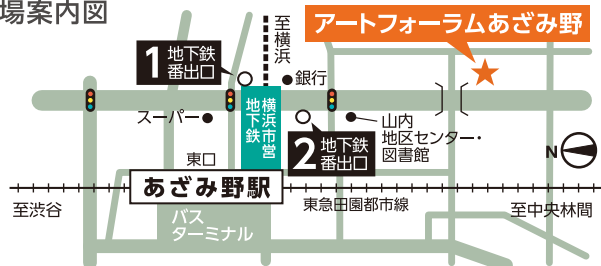 場案内図
至横浜
アートフォーラムあざみ野
1 地下鉄
番出口
銀行
スーパー
横浜市営
地下鉄
2 地下鉄
番出口
山内
地区センター・
図書館
N
東口
あざみ野駅
至渋谷
東急田園都市線
至中央林間
バス
ターミナル